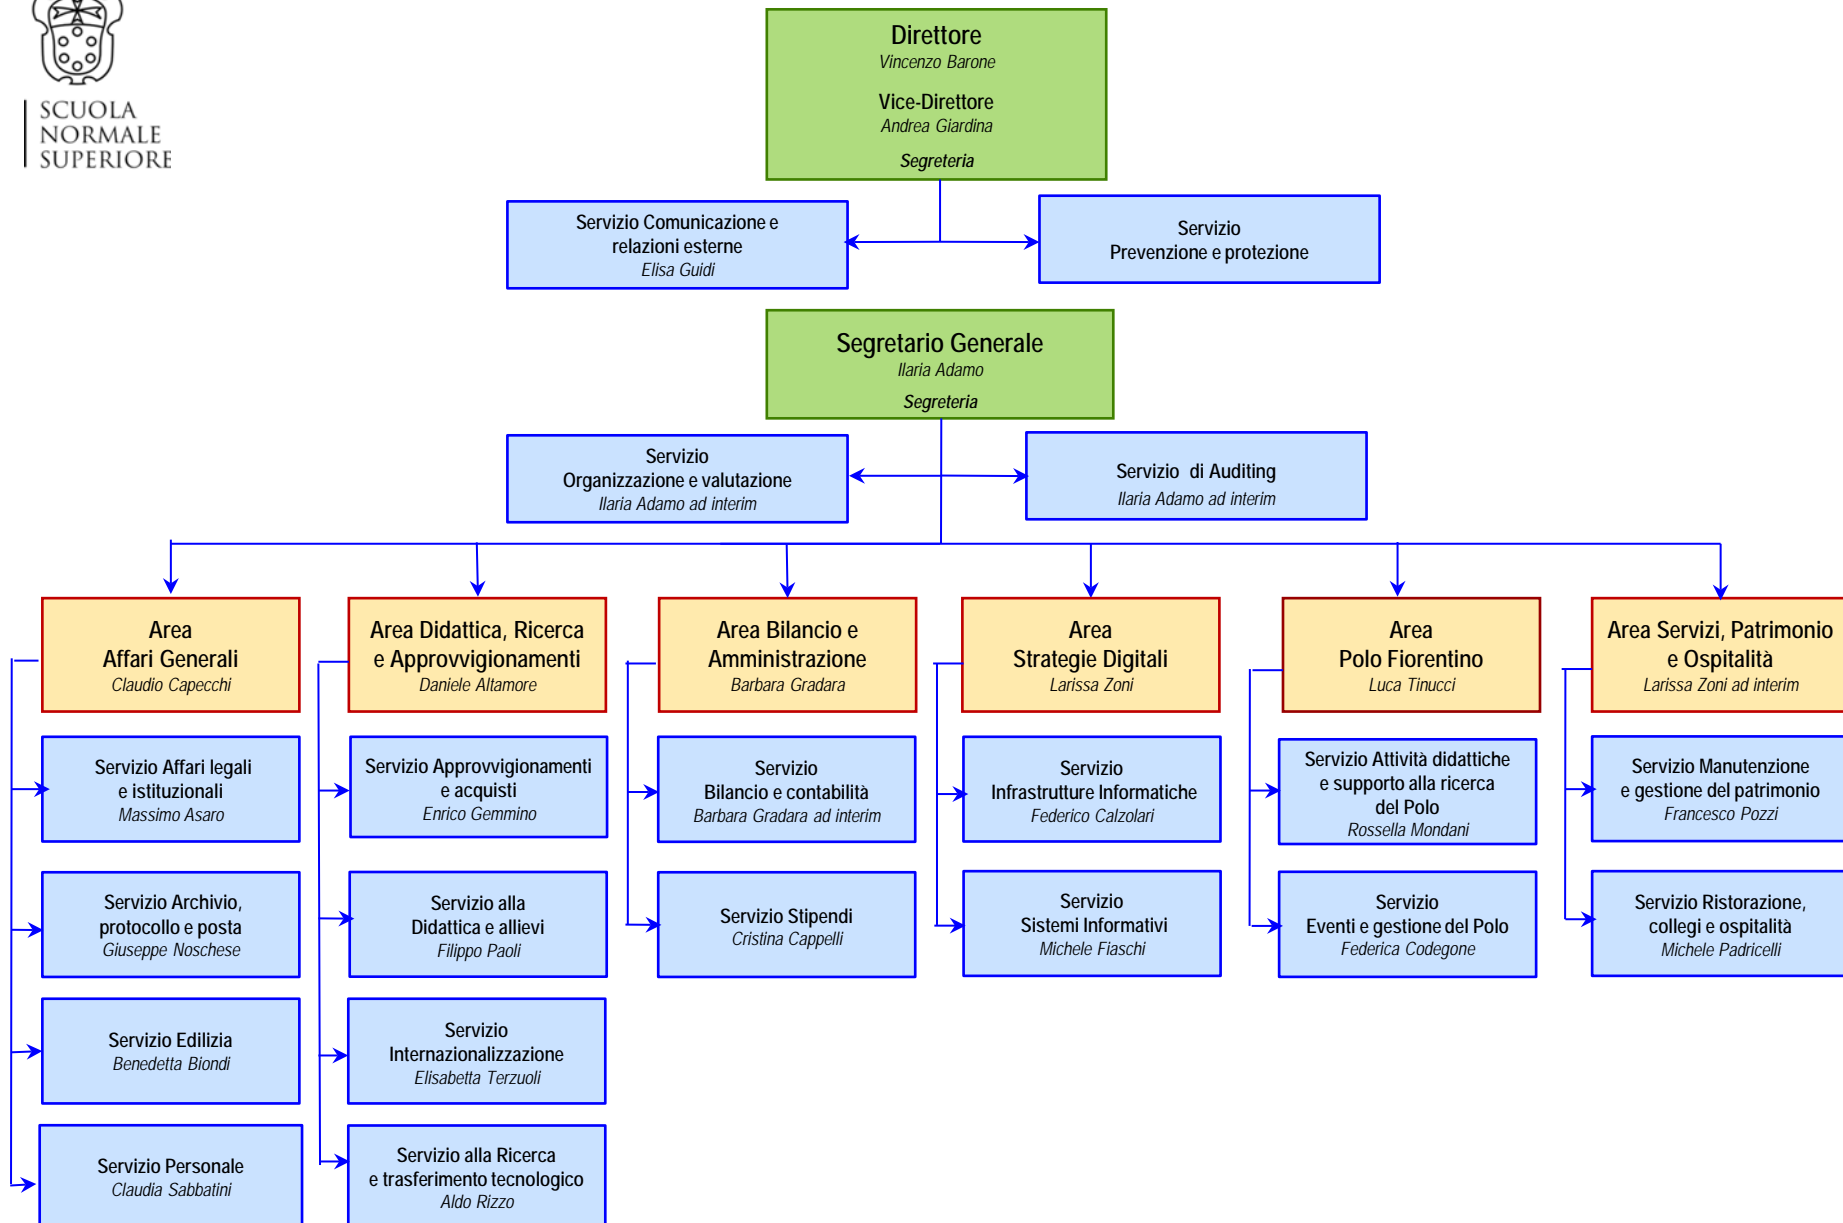 SCUOLA
NORMALE
SUPERIORE
Direttore
Vincenzo Barone
Vice-Direttore
Andrea Giardina
Segreteria
Servizio Comunicazione e
relazioni esterne
Elisa Guidi
Servizio
Prevenzione e protezione
Segretario Generale
Ilaria Adamo
Segreteria
Servizio
Organizzazione e valutazione
Ilaria Adamo ad interim
Servizio di Auditing
Ilaria Adamo ad interim
Area
Affari Generali
Claudio Capecchi
Servizio Affari legali
e istituzionali
Massimo Asaro
Servizio Archivio,
protocollo e posta
Giuseppe Noschese
Servizio Edilizia
Benedetta Biondi
Servizio Personale
Claudia Sabbatini
Area Didattica, Ricerca
e Approvvigionamenti
Daniele Altamore
Servizio Approvvigionamenti
e acquisti
Enrico Gemmino
Servizio alla
Didattica e allievi
Filippo Paoli
Servizio
Internazionalizzazione
Elisabetta Terzuoli
Servizio alla Ricerca
e trasferimento tecnologico
Aldo Rizzo
Area Bilancio e
Amministrazione
Barbara Gradara
Servizio
Bilancio e contabilità
Barbara Gradara ad interim
Servizio Stipendi
Cristina Cappelli
Area
Strategie Digitali
Larissa Zoni
Servizio
Infrastrutture Informatiche
Federico Calzolari
Servizio
Sistemi Informativi
Michele Fiaschi
Area
Polo Fiorentino
Luca Tinucci
Servizio Attività didattiche
e supporto alla ricerca
del Polo
Rossella Mondani
Servizio
Eventi e gestione del Polo
Federica Codegone
Area Servizi, Patrimonio
e Ospitalità
Larissa Zoni ad interim
Servizio Manutenzione
e gestione del patrimonio
Francesco Pozzi
Servizio Ristorazione,
collegi e ospitalità
Michele Padricelli